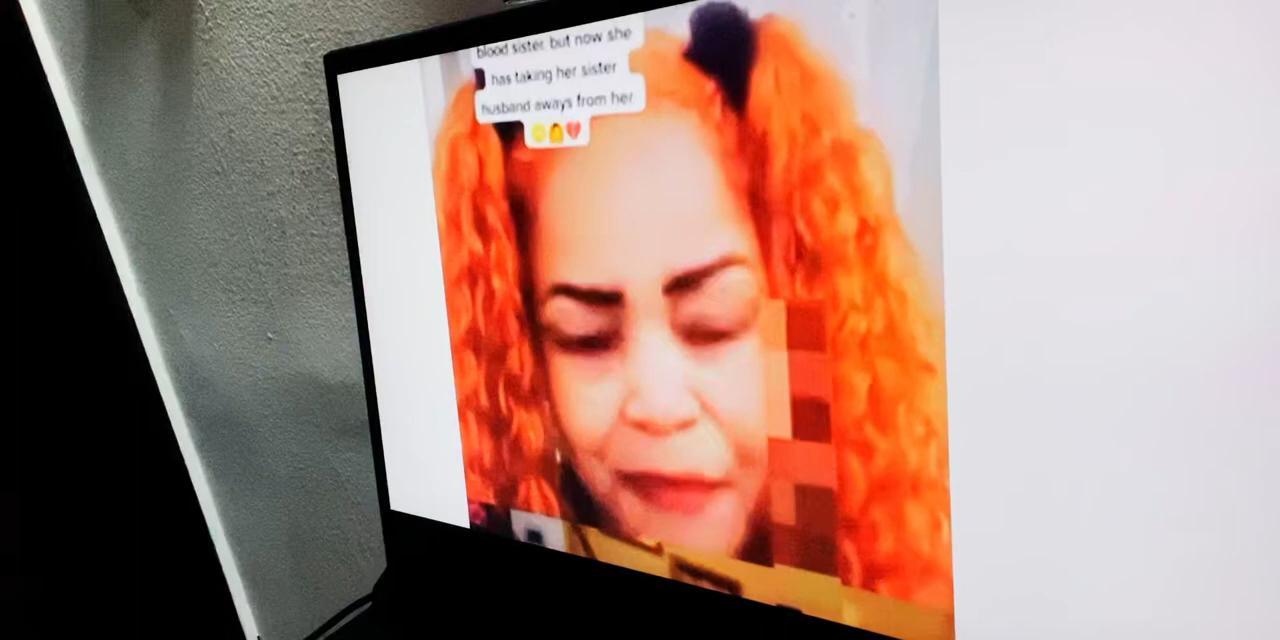 blood sister, but now she
has taking her sister
husband aways from her